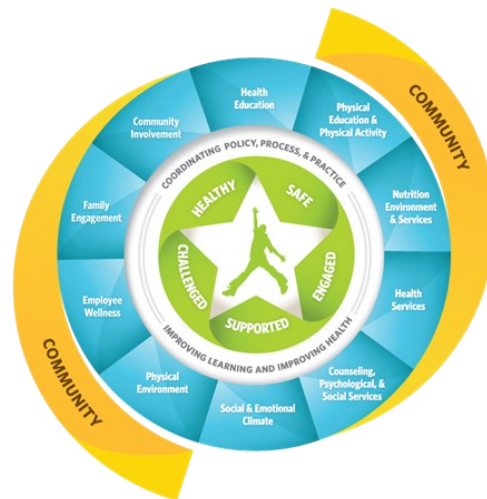 COMMUNITY
Health
Education
Physical
Education &
Physical Activity
Nutrition
Environment
& Services
Health
Services
Counseling,
Psychological, &
Social Services
Social & Emotional
Climate
Physical
Environment
Employee
Wellness
Family
Engagement
Community
Involvement
COORDINATING POLICY, PROCESS, & PRACTICE
IMPROVING LEARNING AND IMPROVING HEALTH
HEALTHY
SAFE
ENGAGED
SUPPORTED
CHALLENGED
COMMUNITY